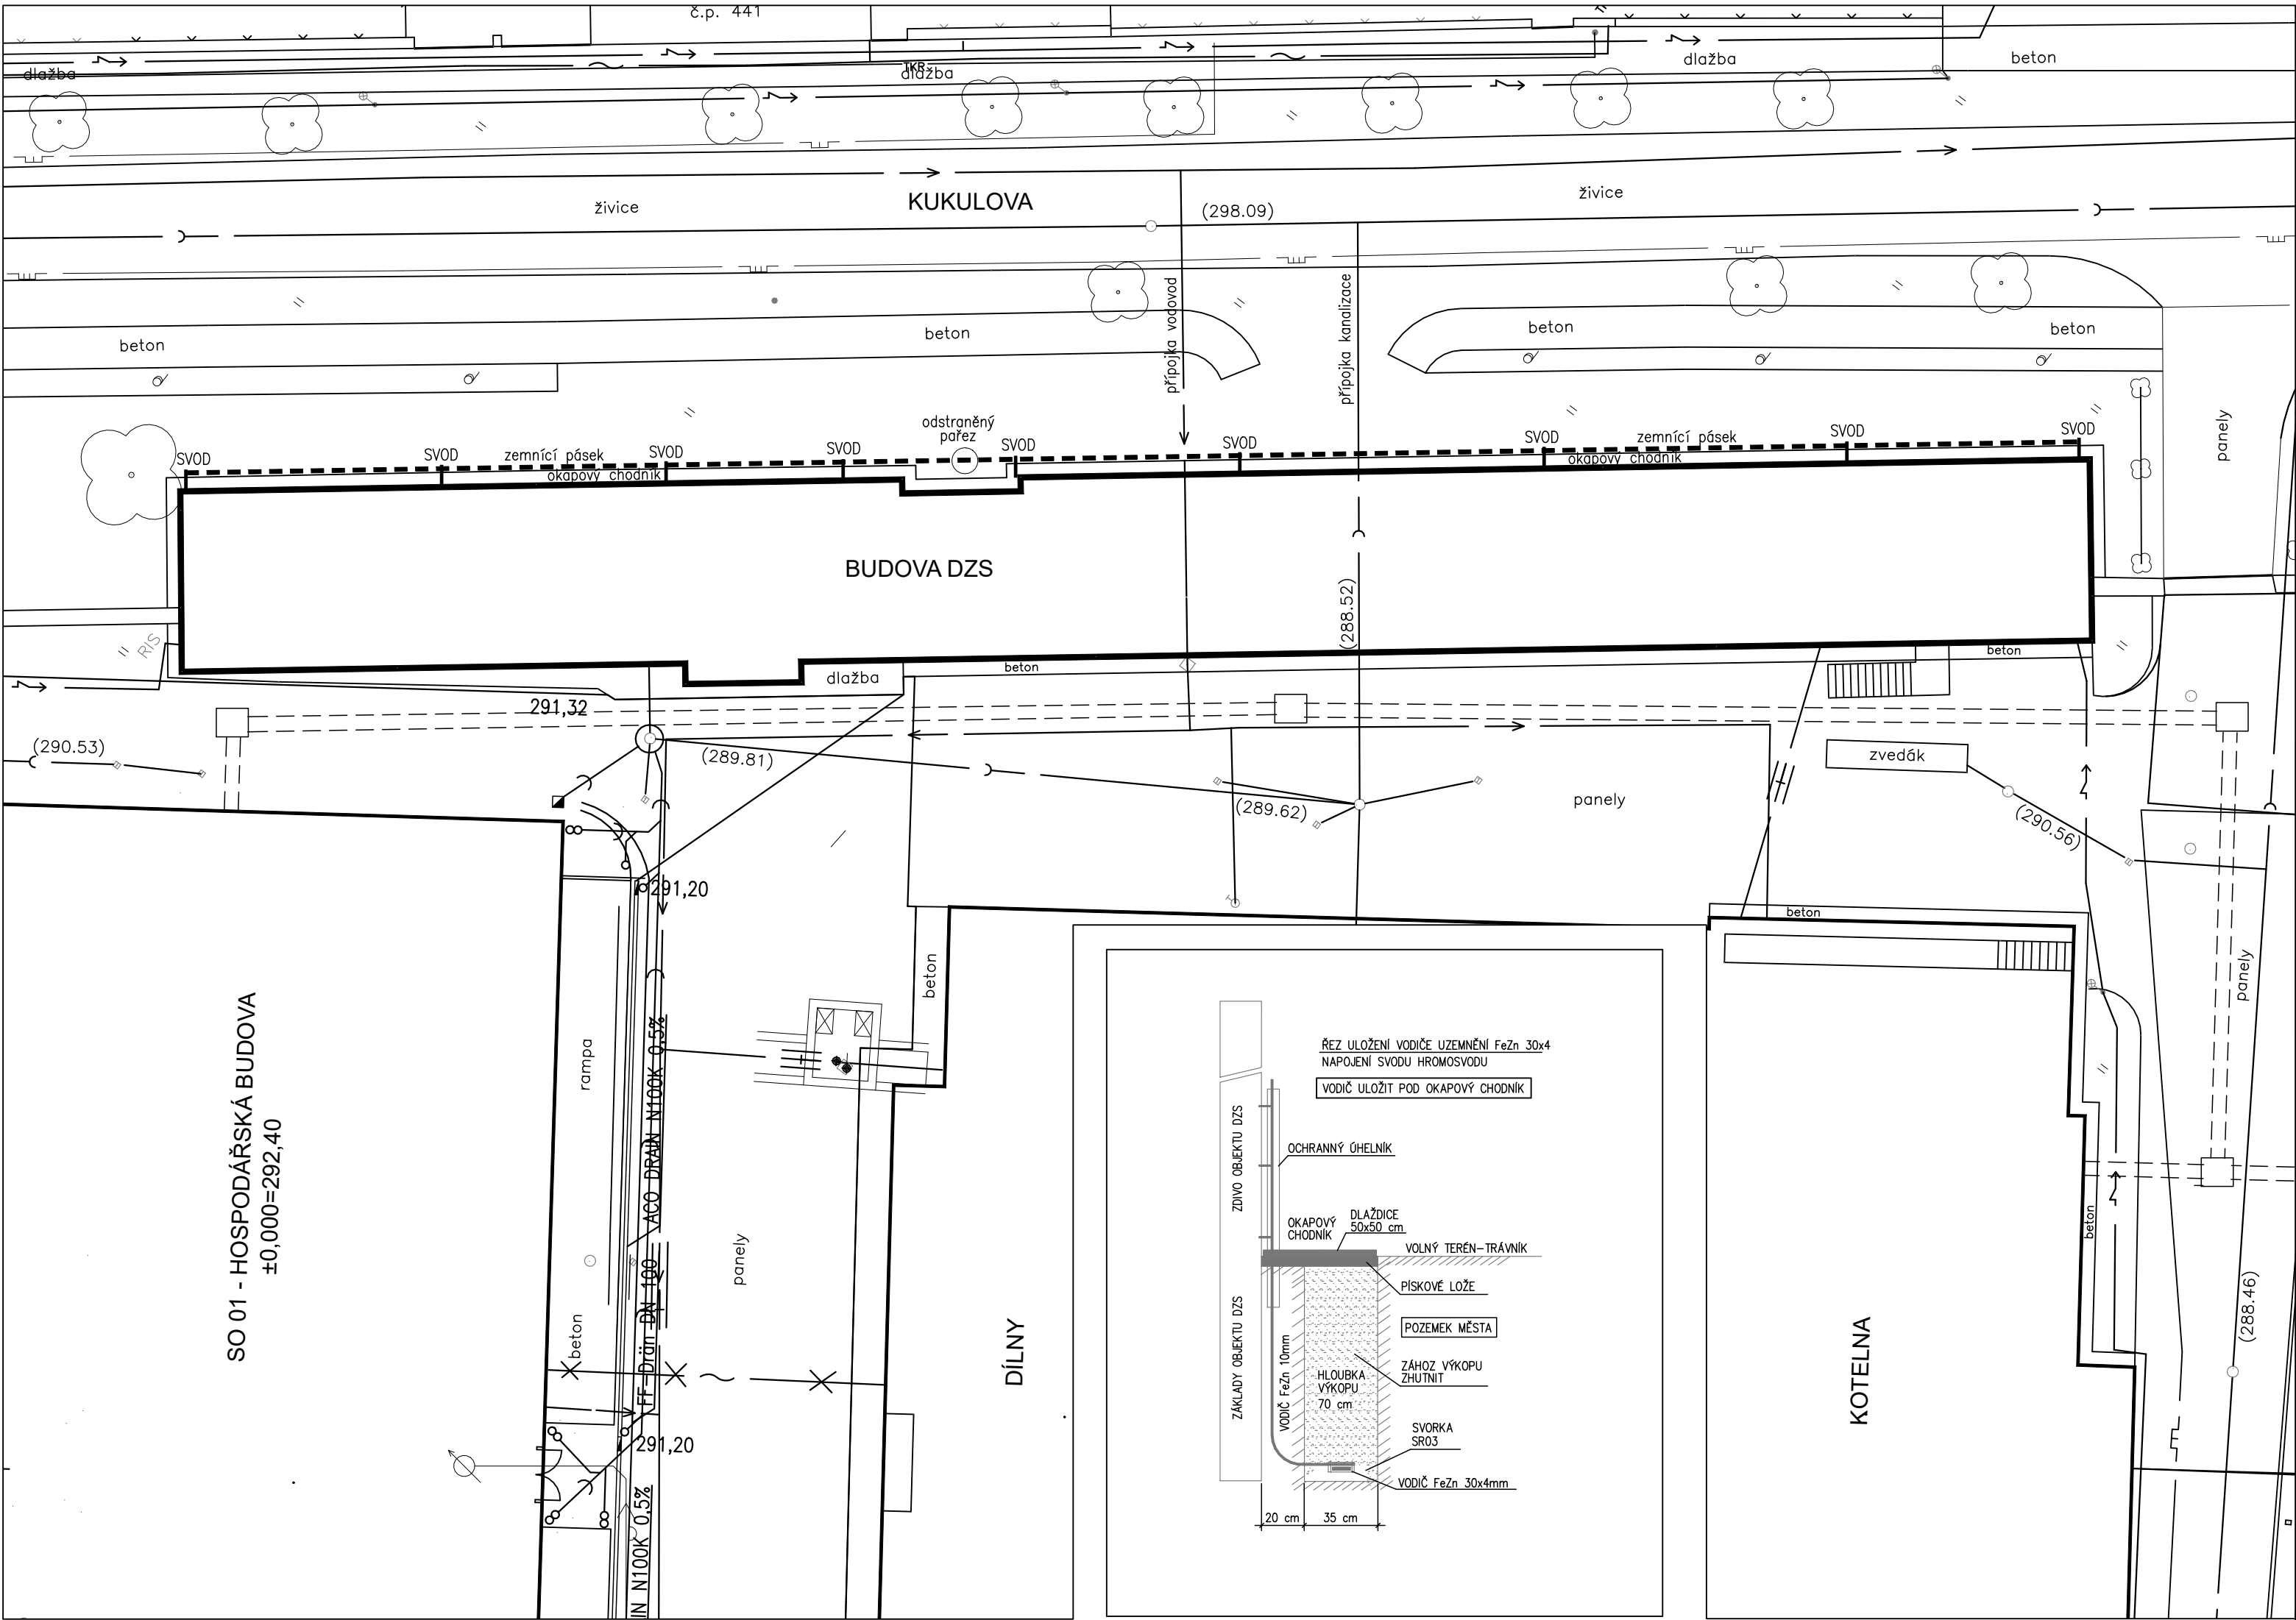 č.p. 441
dlažba
TKR
dlažba
dlažba
beton
živice
KUKULOVA
(298.09)
živice
přípojka vodovod
přípojka kanalizace
beton
beton
beton
beton
panely
odstraněný
pařez
SVOD
SVOD
zemnící pásek
SVOD
SVOD
SVOD
SVOD
SVOD
zemnící pásek
SVOD
SVOD
okapový chodník
okapový chodník
BUDOVA DZS
(288.52)
RIS
dlažba
beton
beton
291,32
(290.53)
(289.81)
(289.62)
panely
zvedák
(290.56)
291,20
beton
beton
panely
SO 01 - HOSPODÁŘSKÁ BUDOVA
±0,000=292,40
rampa
beton
ACO DRAIN N100K 0,5%
FF-Drän DN 100
panely
291,20
IN N100K 0,5%
DÍLNY
ŘEZ ULOŽENÍ VODIČE UZEMNĚNÍ FeZn 30x4
NAPOJENÍ SVODU HROMOSVODU
VODIČ ULOŽIT POD OKAPOVÝ CHODNÍK
ZDIVO OBJEKTU DZS
OCHRANNÝ ÚHELNÍK
OKAPOVÝ
CHODNÍK
DLAŽDICE
50x50 cm
VOLNÝ TERÉN-TRÁVNÍK
PÍSKOVÉ LOŽE
POZEMEK MĚSTA
ZÁKLADY OBJEKTU DZS
VODIČ FeZn 10mm
HLOUBKA
VÝKOPU
70 cm
ZÁHOZ VÝKOPU
ZHUTNIT
SVORKA
SR03
VODIČ FeZn 30x4mm
20 cm
35 cm
KOTELNA
beton
(288.46)